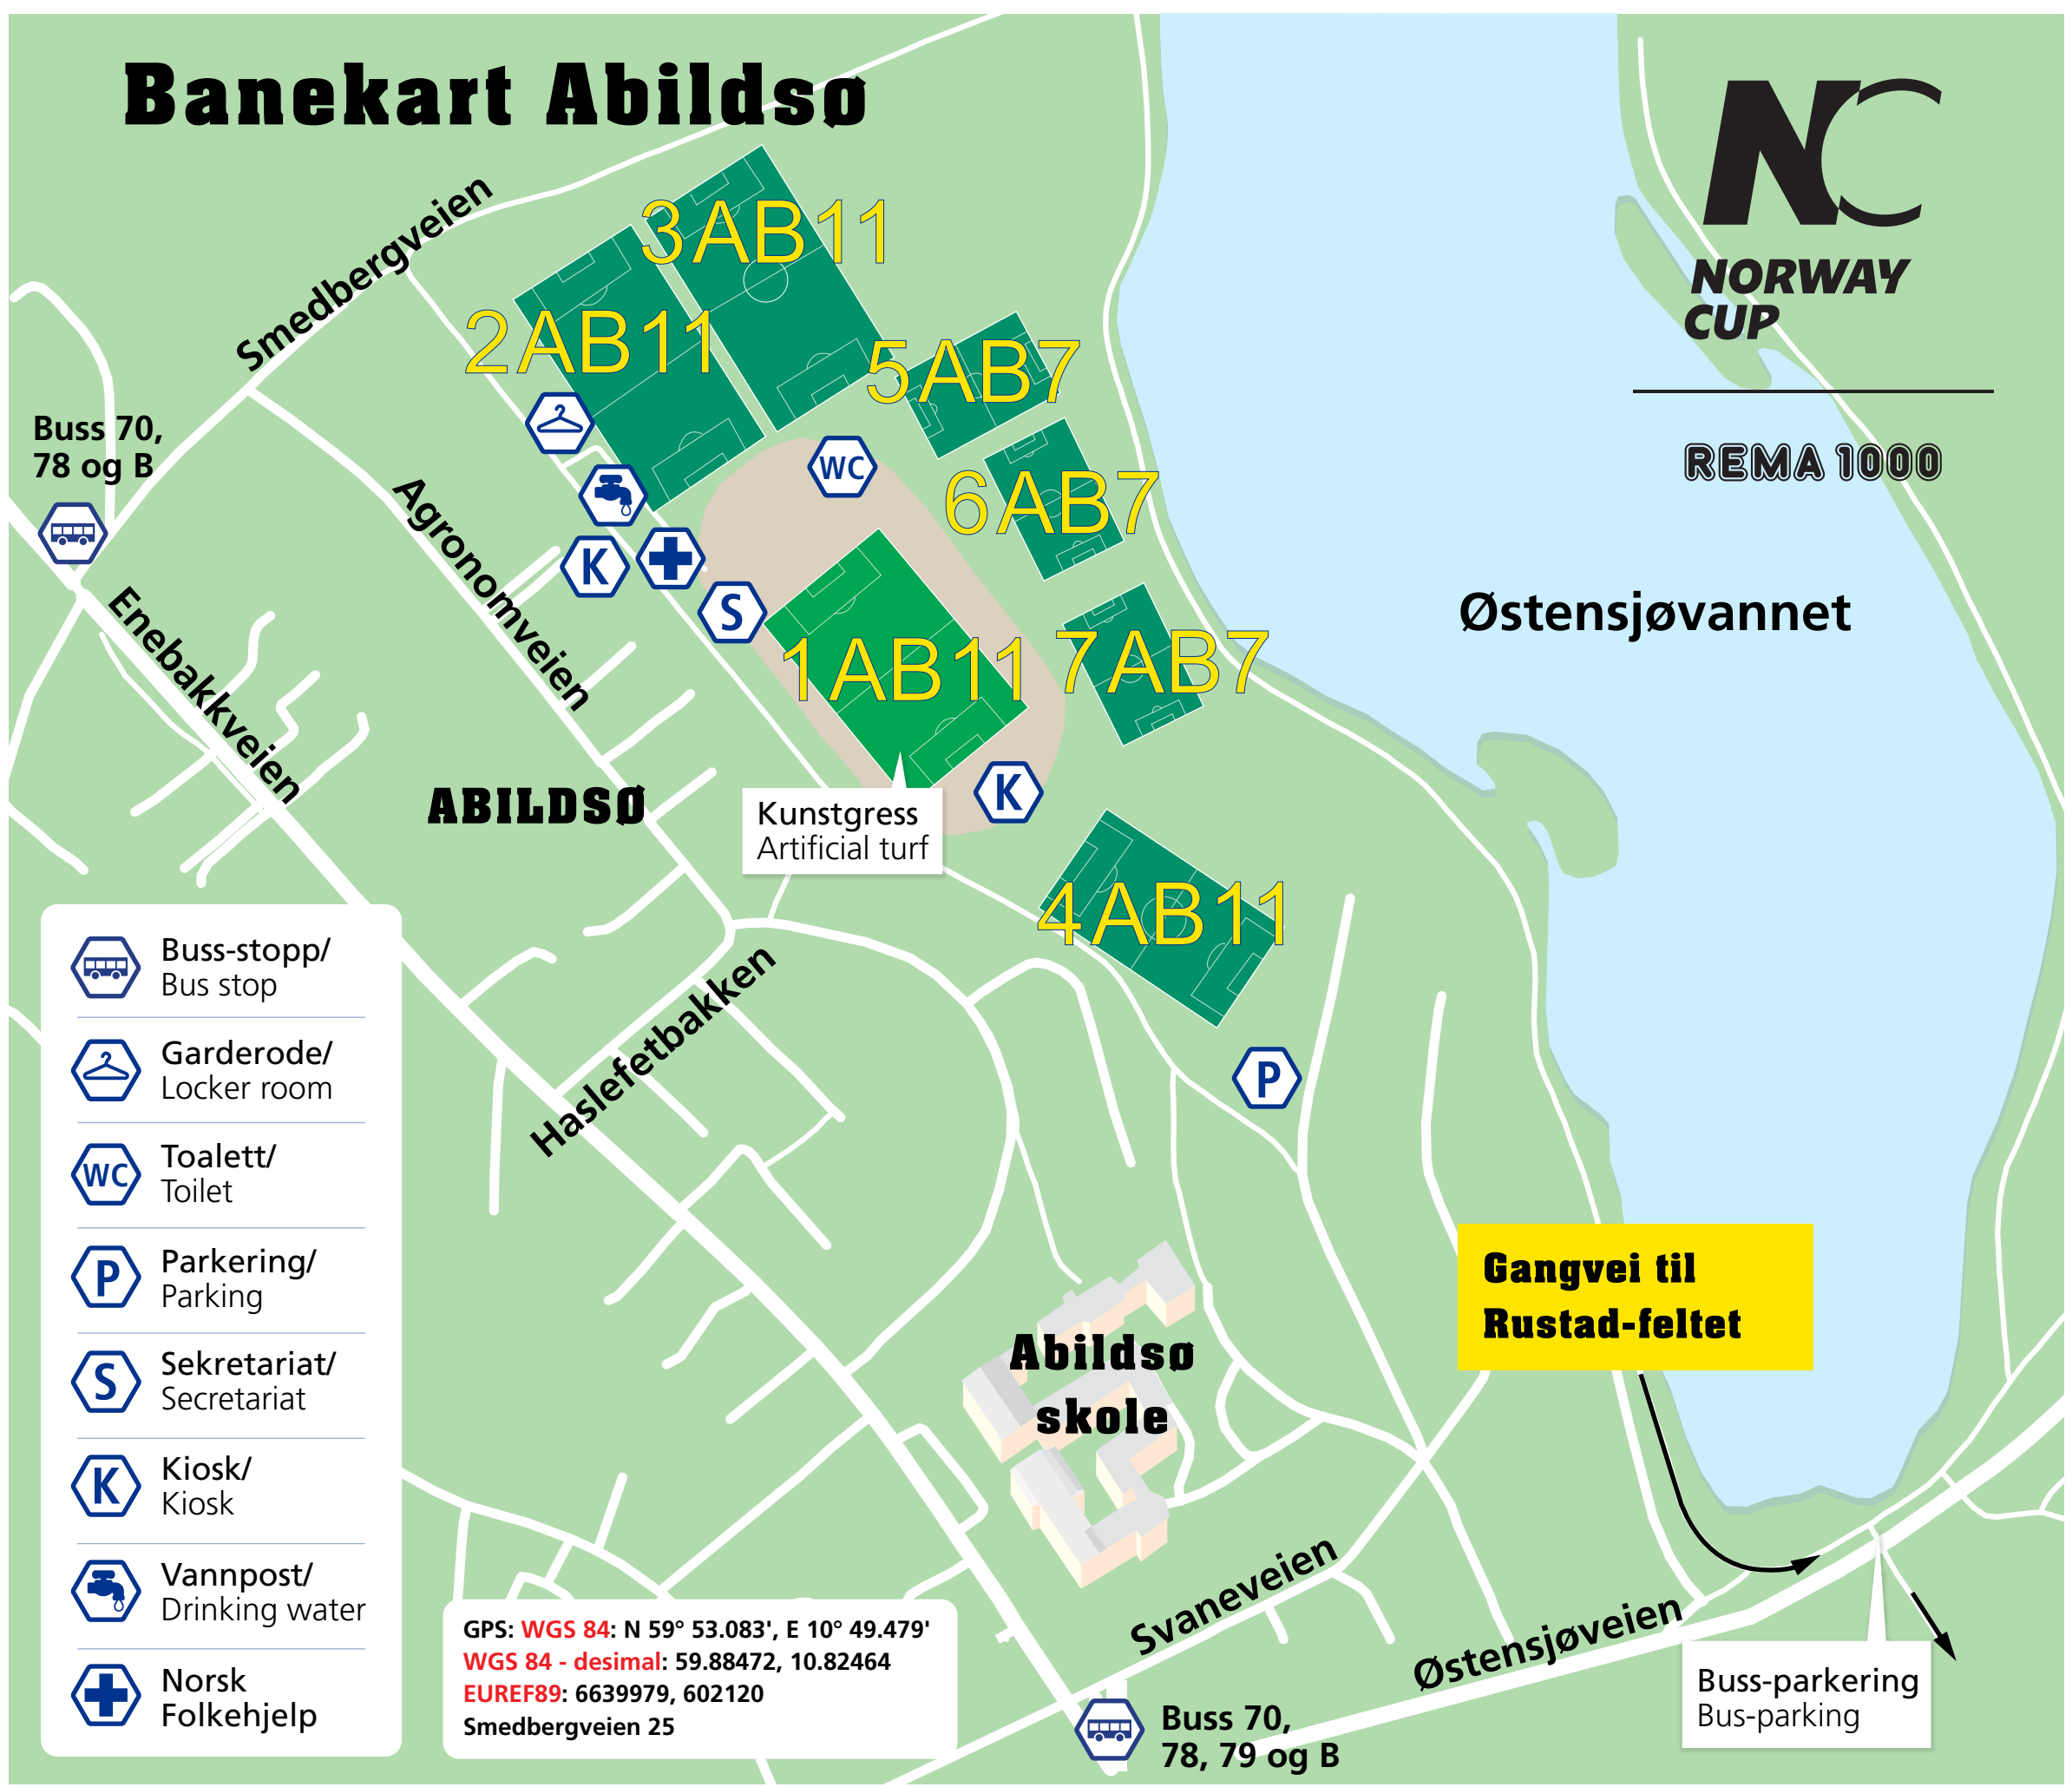 Banekart Abildsø
NC
NORWAY
CUP
REMA 1000
Smedbergveien
3AB11
2AB11
5AB7
Buss 70,
78 og B
WC
6AB7
Agronomveien
K
S
Enebakkveien
1AB11
7AB7
Østensjøvannet
ABILDSØ
Kunstgress
Artificial turf
K
4AB11
Haslefetbakken
P
Buss-stopp/
Bus stop
Garderode/
Locker room
WC
Toalett/
Toilet
P
Parkering/
Parking
S
Sekretariat/
Secretariat
K
Kiosk/
Kiosk
Vannpost/
Drinking water
Norsk
Folkehjelp
Gangvei til
Rustad-feltet
Abildsø
skole
Svaneveien
Østensjøveien
GPS: WGS 84: N 59° 53.083', E 10° 49.479'
WGS 84 - desimal: 59.88472, 10.82464
EUREF89: 6639979, 602120
Smedbergveien 25
Buss 70,
78, 79 og B
Buss-parkering
Bus-parking